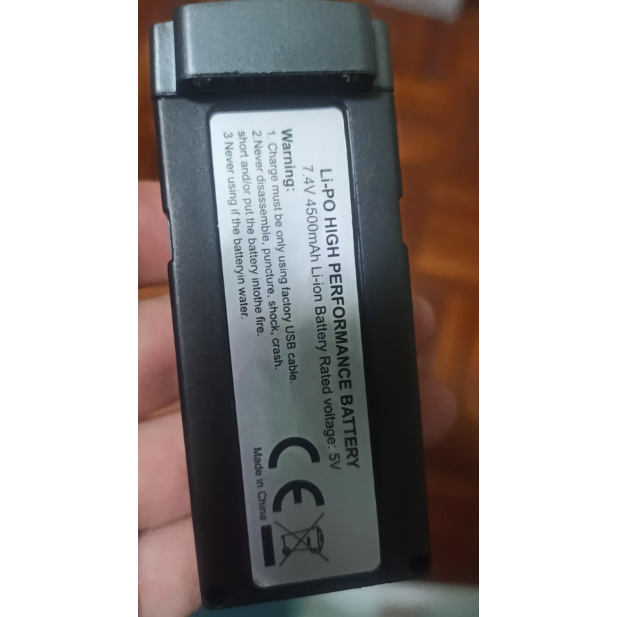 Li-PO HIGH PERFORMANCE BATTERY
7.4V 4500mAh Li-ion Battery Rated voltage: 5V
Warning:
1. Charge must be only using factory USB cable.
2.Never disassemble, puncture, shock, crash.
short and/or put the battery intothe fire.
3 Never using if the batteryin water.
CE
Made in China